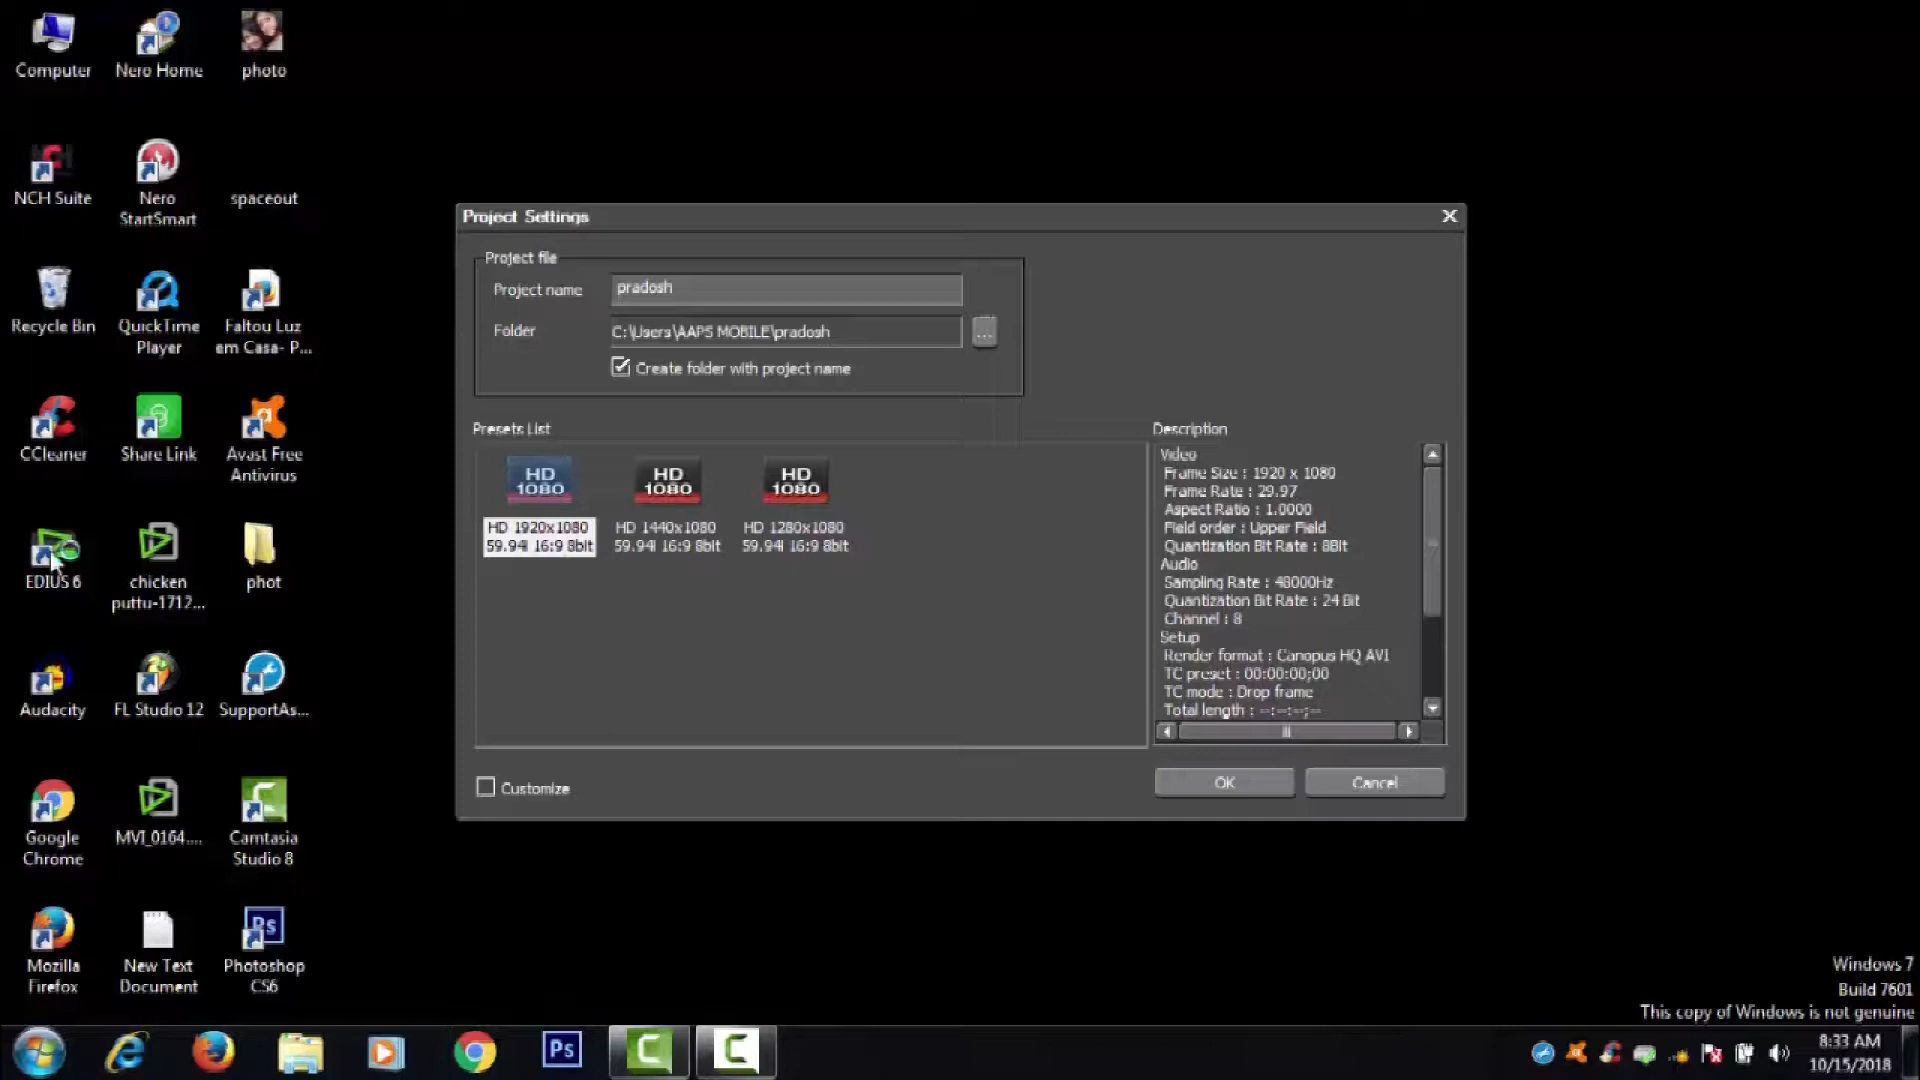 Computer
Nero Home
photo
NCH Suite
Nero
StartSmart
spaceout
Recycle Bin
QuickTime
Player
Faltou Luz
em Casa- P...
CCleaner
Share Link
Avast Free
Antivirus
EDIUS 6
chicken
puttu-1712...
phot
Audacity
FL Studio 12
SupportAs...
Google
Chrome
MVI_0164....
Camtasia
Studio 8
Mozilla
Firefox
New Text
Document
Ps
Photoshop
CS6
Project Settings
Project file
Project name
pradosh
Folder
C:\Users\AAPS MOBILE\pradosh
...
Create folder with project name
Presets List
HD
1080
HD 1920x1080
59.94i 16:9 8bit
HD
1080
HD 1440x1080
59.94i 16:9 8bit
HD
1080
HD 1280x1080
59.94i 16:9 8bit
Description
Video
Frame Size : 1920 x 1080
Frame Rate : 29.97
Aspect Ratio : 1.0000
Field order : Upper Field
Quantization Bit Rate : 8Bit
Audio
Sampling Rate : 48000Hz
Quantization Bit Rate : 24 Bit
Channel : 8
Setup
Render format : Canopus HQ AVI
TC preset : 00:00:00;00
TC mode : Drop frame
Total length : --:--:--;--
Customize
OK
Cancel
Windows 7
Build 7601
This copy of Windows is not genuine
Ps
8:33 AM
10/15/2018